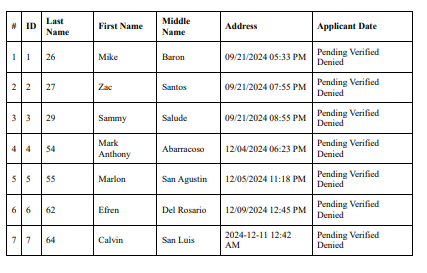 # ID Last Name First Name Middle Name Address Applicant Date
1 1 26 Mike Baron 09/21/2024 05:33 PM Pending Verified Denied
2 2 27 Zac Santos 09/21/2024 07:55 PM Pending Verified Denied
3 3 29 Sammy Salude 09/21/2024 08:55 PM Pending Verified Denied
4 4 54 Mark Anthony Abarracoso 12/04/2024 06:23 PM Pending Verified Denied
5 5 55 Marlon San Agustin 12/05/2024 11:18 PM Pending Verified Denied
6 6 62 Efren Del Rosario 12/09/2024 12:45 PM Pending Verified Denied
7 7 64 Calvin San Luis 2024-12-11 12:42 AM Pending Verified Denied